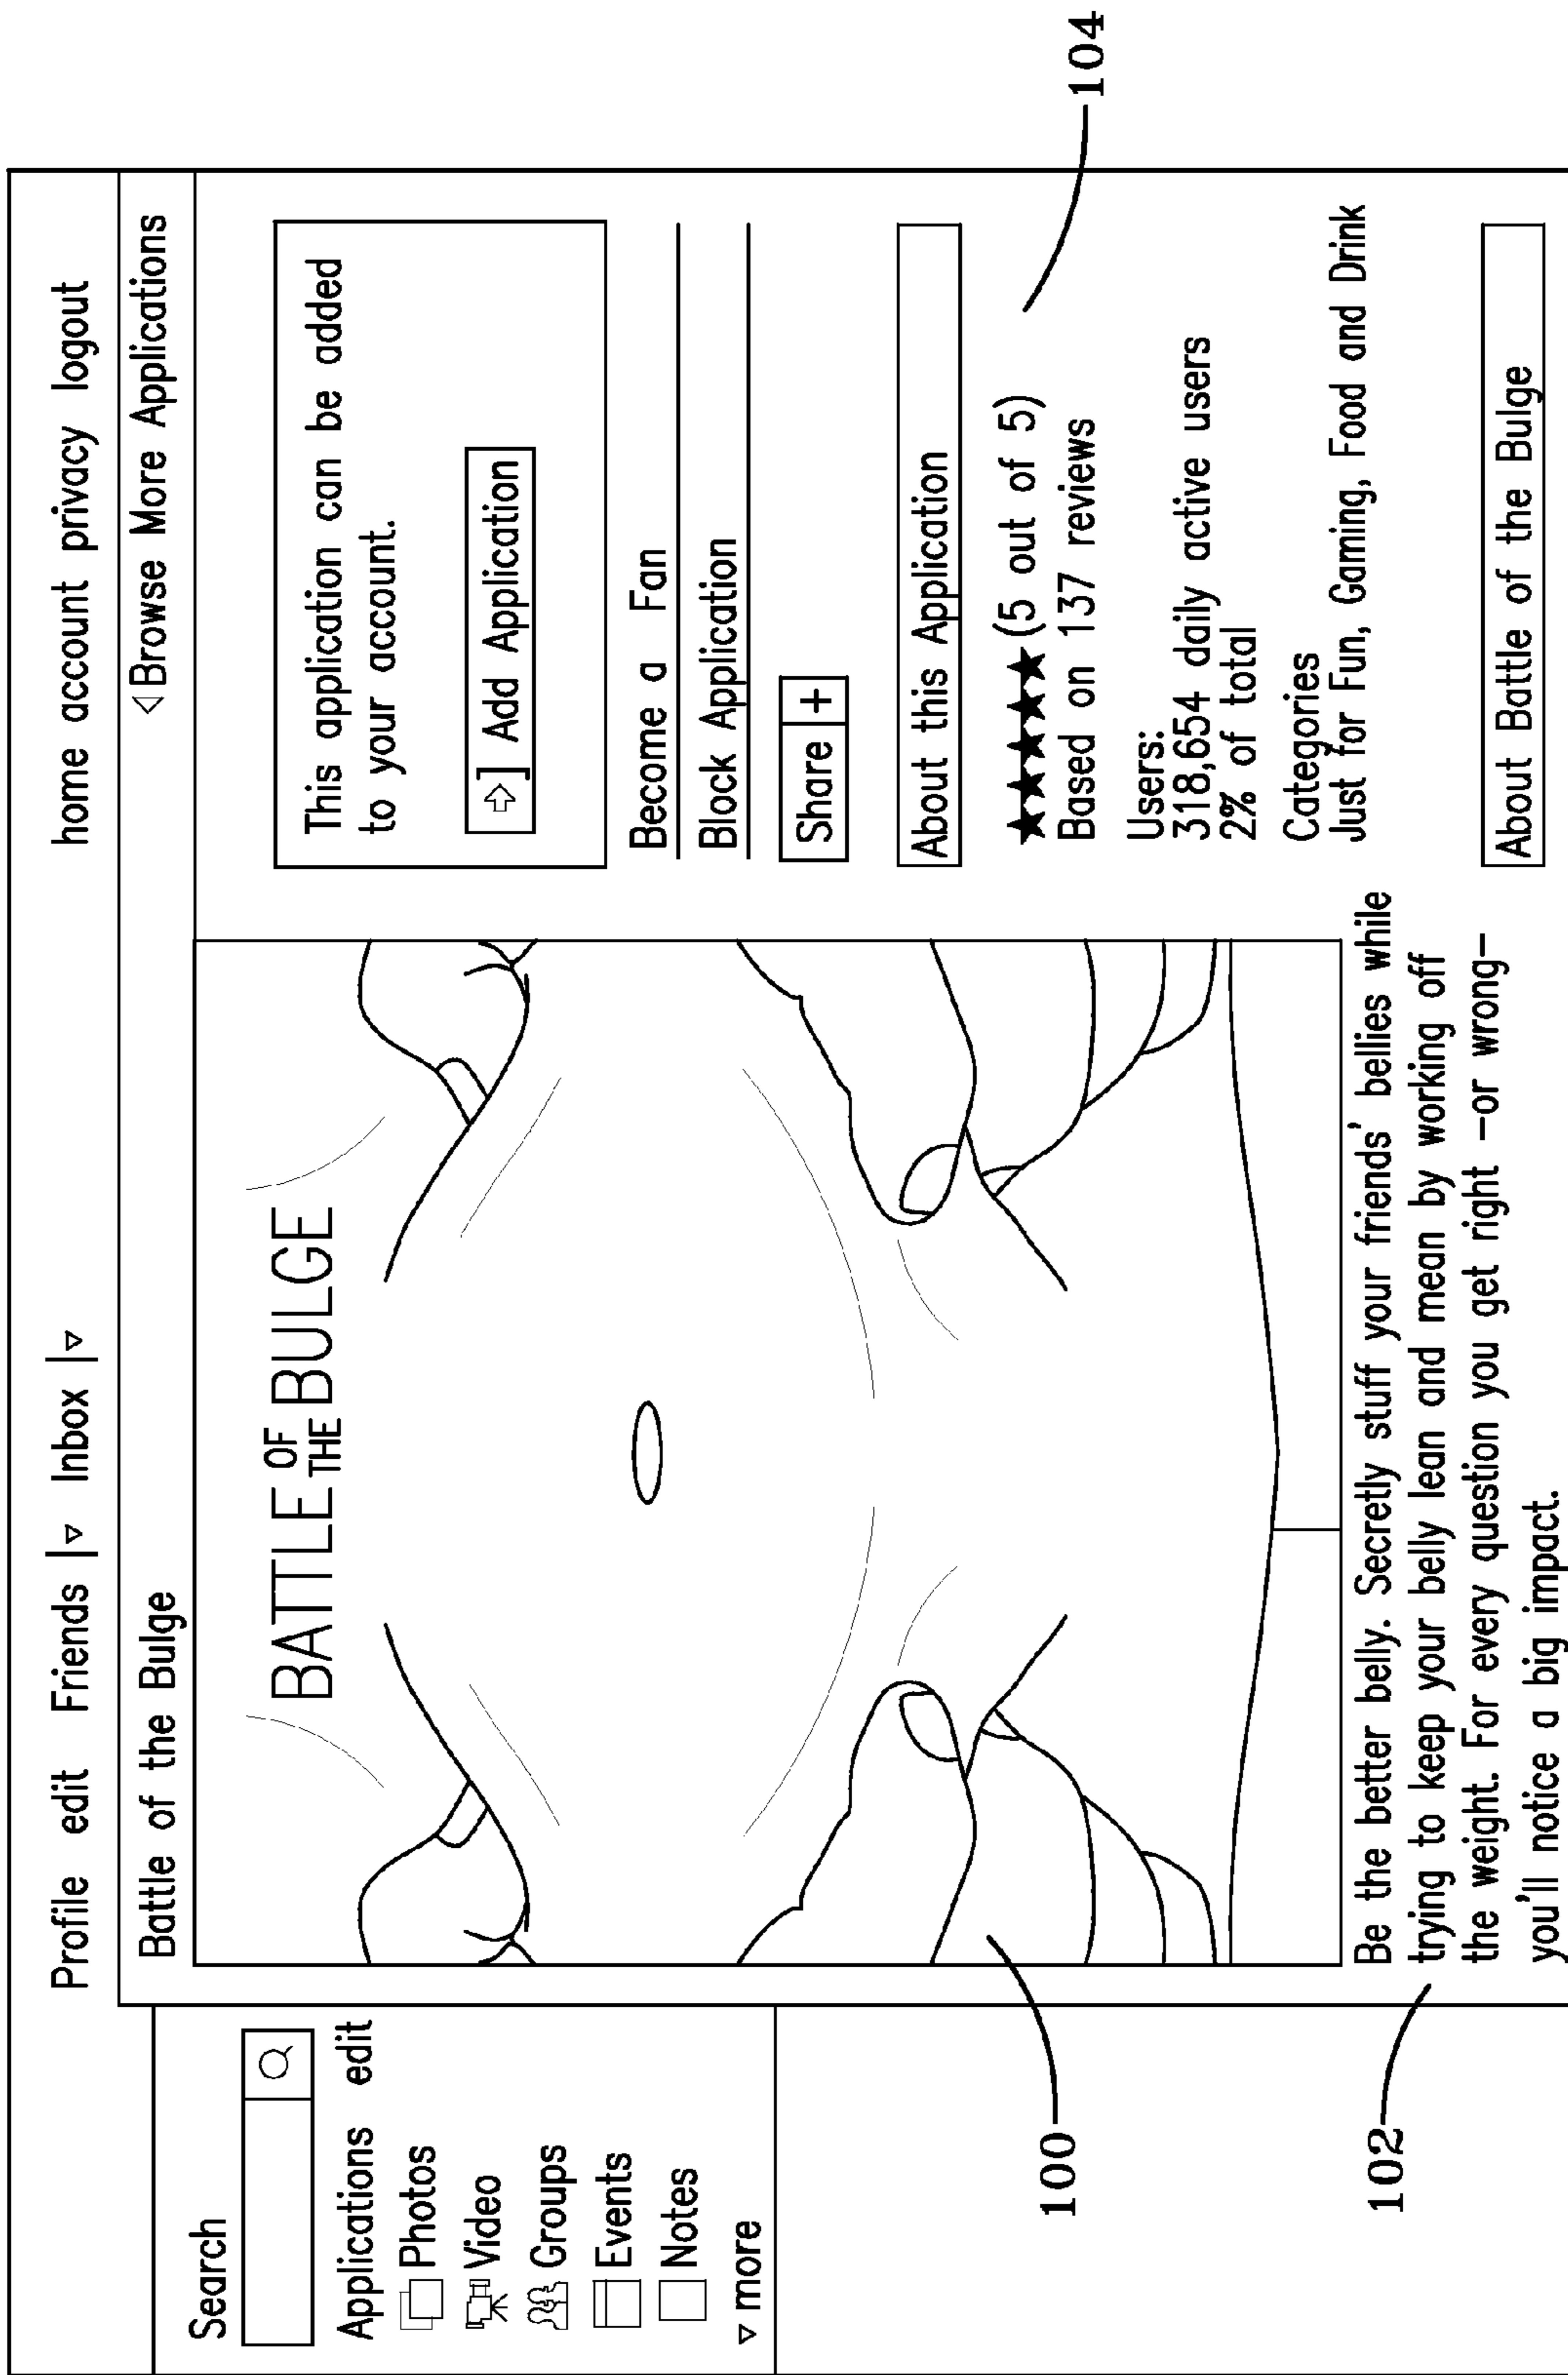 Profile edit Friends Inbox
home account privacy logout
Search
Applications edit
Photos
Video
Groups
Events
Notes
more
Battle of the Bulge
Browse More Applications
BATTLE OF THE BULGE
Be the better belly. Secretly stuff your friends' bellies while
trying to keep your belly lean and mean by working off
the weight. For every question you get right -or wrong-
you'll notice a big impact.
This application can be added
to your account.
Add Application
Become a Fan
Block Application
Share +
About this Application
★★★★★ (5 out of 5)
Based on 137 reviews
Users:
318,654 daily active users
2% of total
Categories
Just for Fun, Gaming, Food and Drink
About Battle of the Bulge
100
102
104